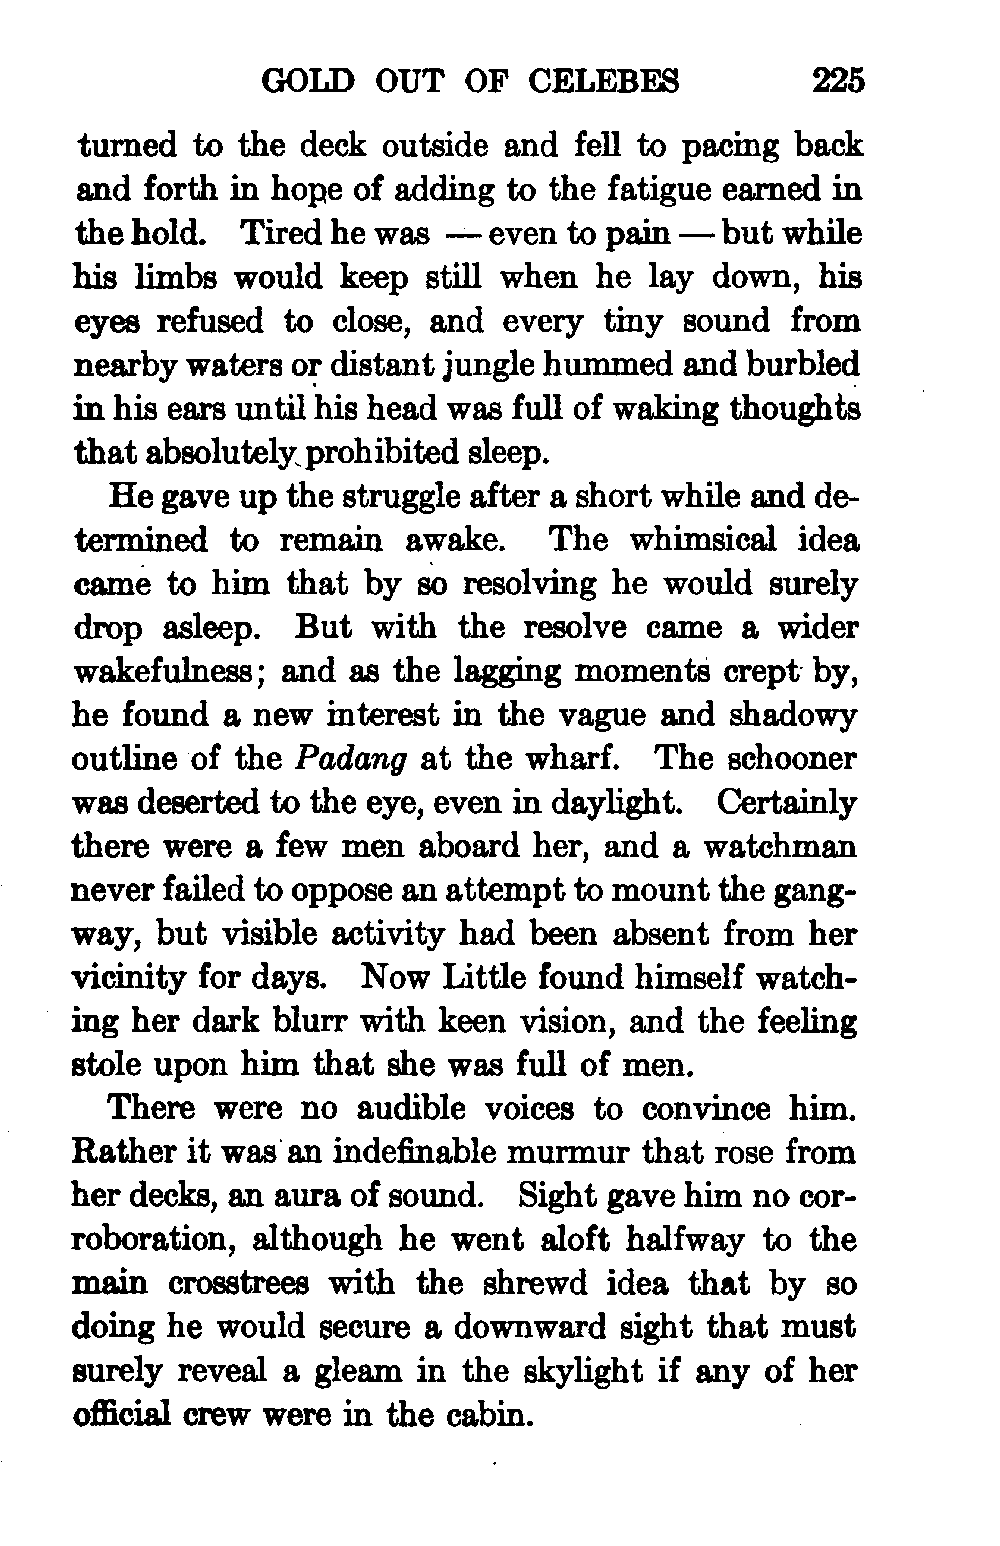 GOLD OUT OF CELEBES 225
turned to the deck outside and fell to pacing back
and forth in hope of adding to the fatigue earned in
the hold. Tired he was — even to pain — but while
his limbs would keep still when he lay down, his
eyes refused to close, and every tiny sound from
nearby waters or distant jungle hummed and burbled
in his ears until his head was full of waking thoughts
that absolutely prohibited sleep.
He gave up the struggle after a short while and de-
termined to remain awake. The whimsical idea
came to him that by so resolving he would surely
drop asleep. But with the resolve came a wider
wakefulness; and as the lagging moments crept by,
he found a new interest in the vague and shadowy
outline of the Padang at the wharf. The schooner
was deserted to the eye, even in daylight. Certainly
there were a few men aboard her, and a watchman
never failed to oppose an attempt to mount the gang-
way, but visible activity had been absent from her
vicinity for days. Now Little found himself watch-
ing her dark blurr with keen vision, and the feeling
stole upon him that she was full of men.
There were no audible voices to convince him.
Rather it was an indefinable murmur that rose from
her decks, an aura of sound. Sight gave him no cor-
roboration, although he went aloft halfway to the
main crosstrees with the shrewd idea that by so
doing he would secure a downward sight that must
surely reveal a gleam in the skylight if any of her
official crew were in the cabin.